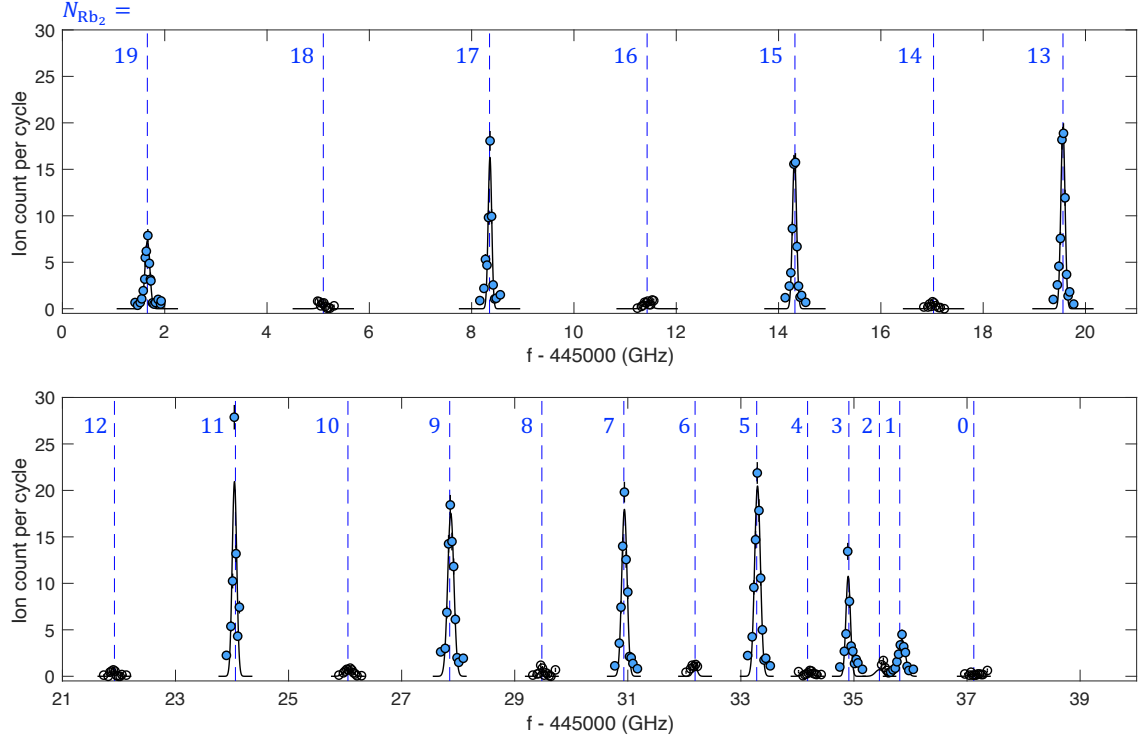 N_Rb₂ =
30
25
20
15
10
5
0
Ion count per cycle
19 18 17 16 15 14 13
0 2 4 6 8 10 12 14 16 18 20
f - 445000 (GHz)
30
25
20
15
10
5
0
Ion count per cycle
12 11 10 9 8 7 6 5 4 3 2 1 0
21 23 25 27 29 31 33 35 37 39
f - 445000 (GHz)